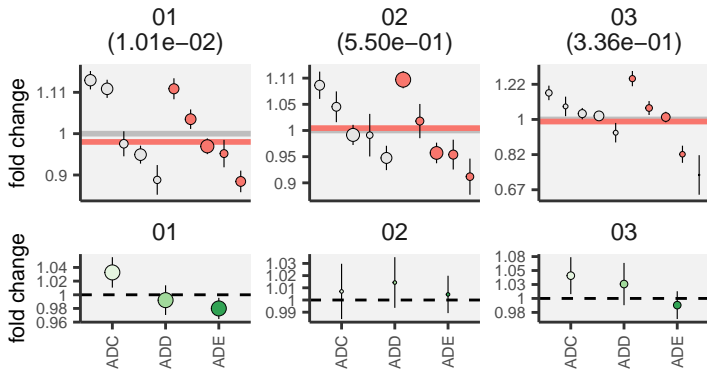 01
(1.01e−02)
02
(5.50e−01)
03
(3.36e−01)
fold change
1.11
1
0.9
1.11
1.05
1
0.95
0.9
1.22
1
0.82
0.67
01
02
03
fold change
1.04
1.02
1
0.98
0.96
1.03
1.02
1.01
1
0.99
1.08
1.05
1.03
1
0.98
ADC
ADD
ADE
ADC
ADD
ADE
ADC
ADD
ADE